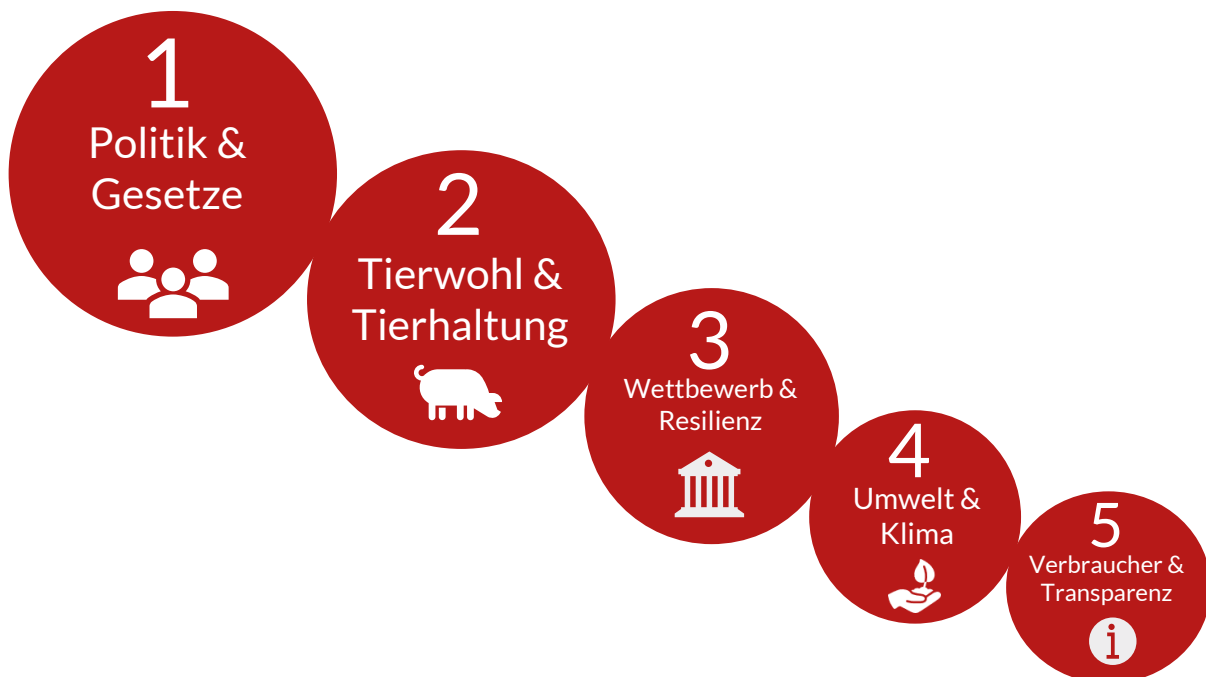 1
Politik &
Gesetze
2
Tierwohl &
Tierhaltung
3
Wettbewerb &
Resilienz
4
Umwelt &
Klima
5
Verbraucher &
Transparenz
i